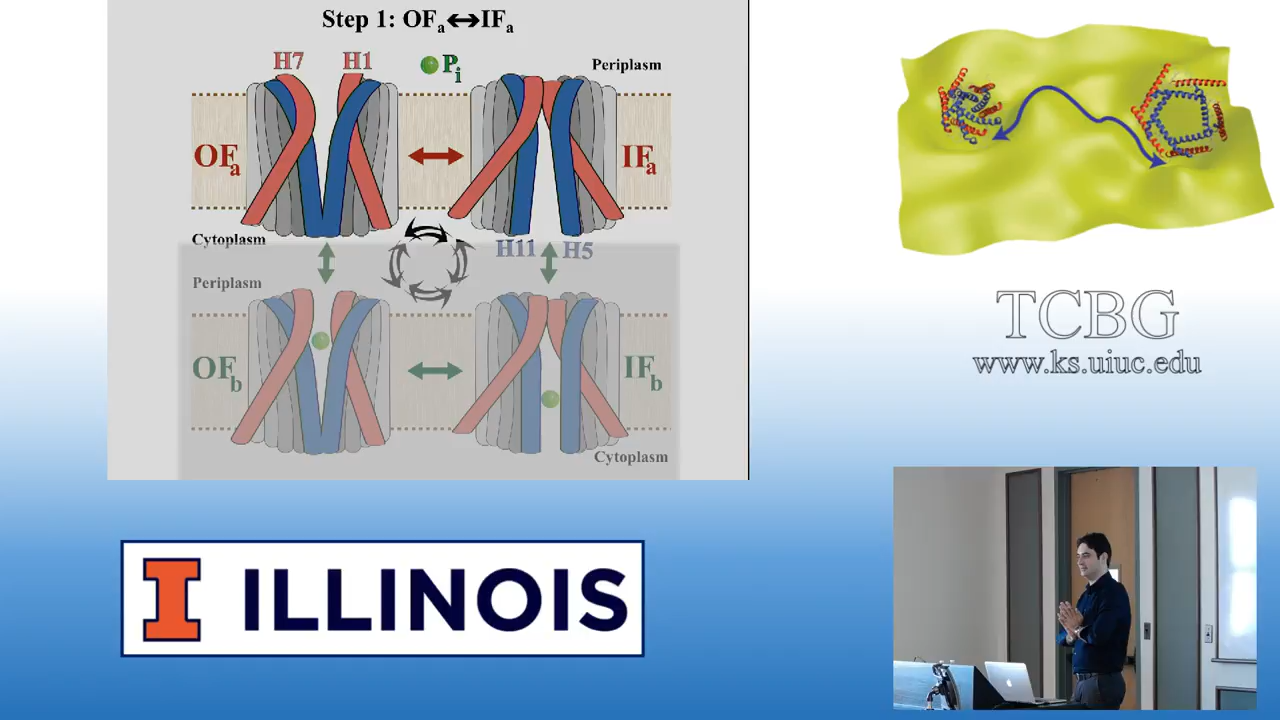 Step 1: OFa↔IFa
H7 H1 Pi Periplasm
OFa IFa
Cytoplasm H11 H5
Periplasm
OFb IFb
Cytoplasm
TCBG
www.ks.uiuc.edu
I ILLINOIS